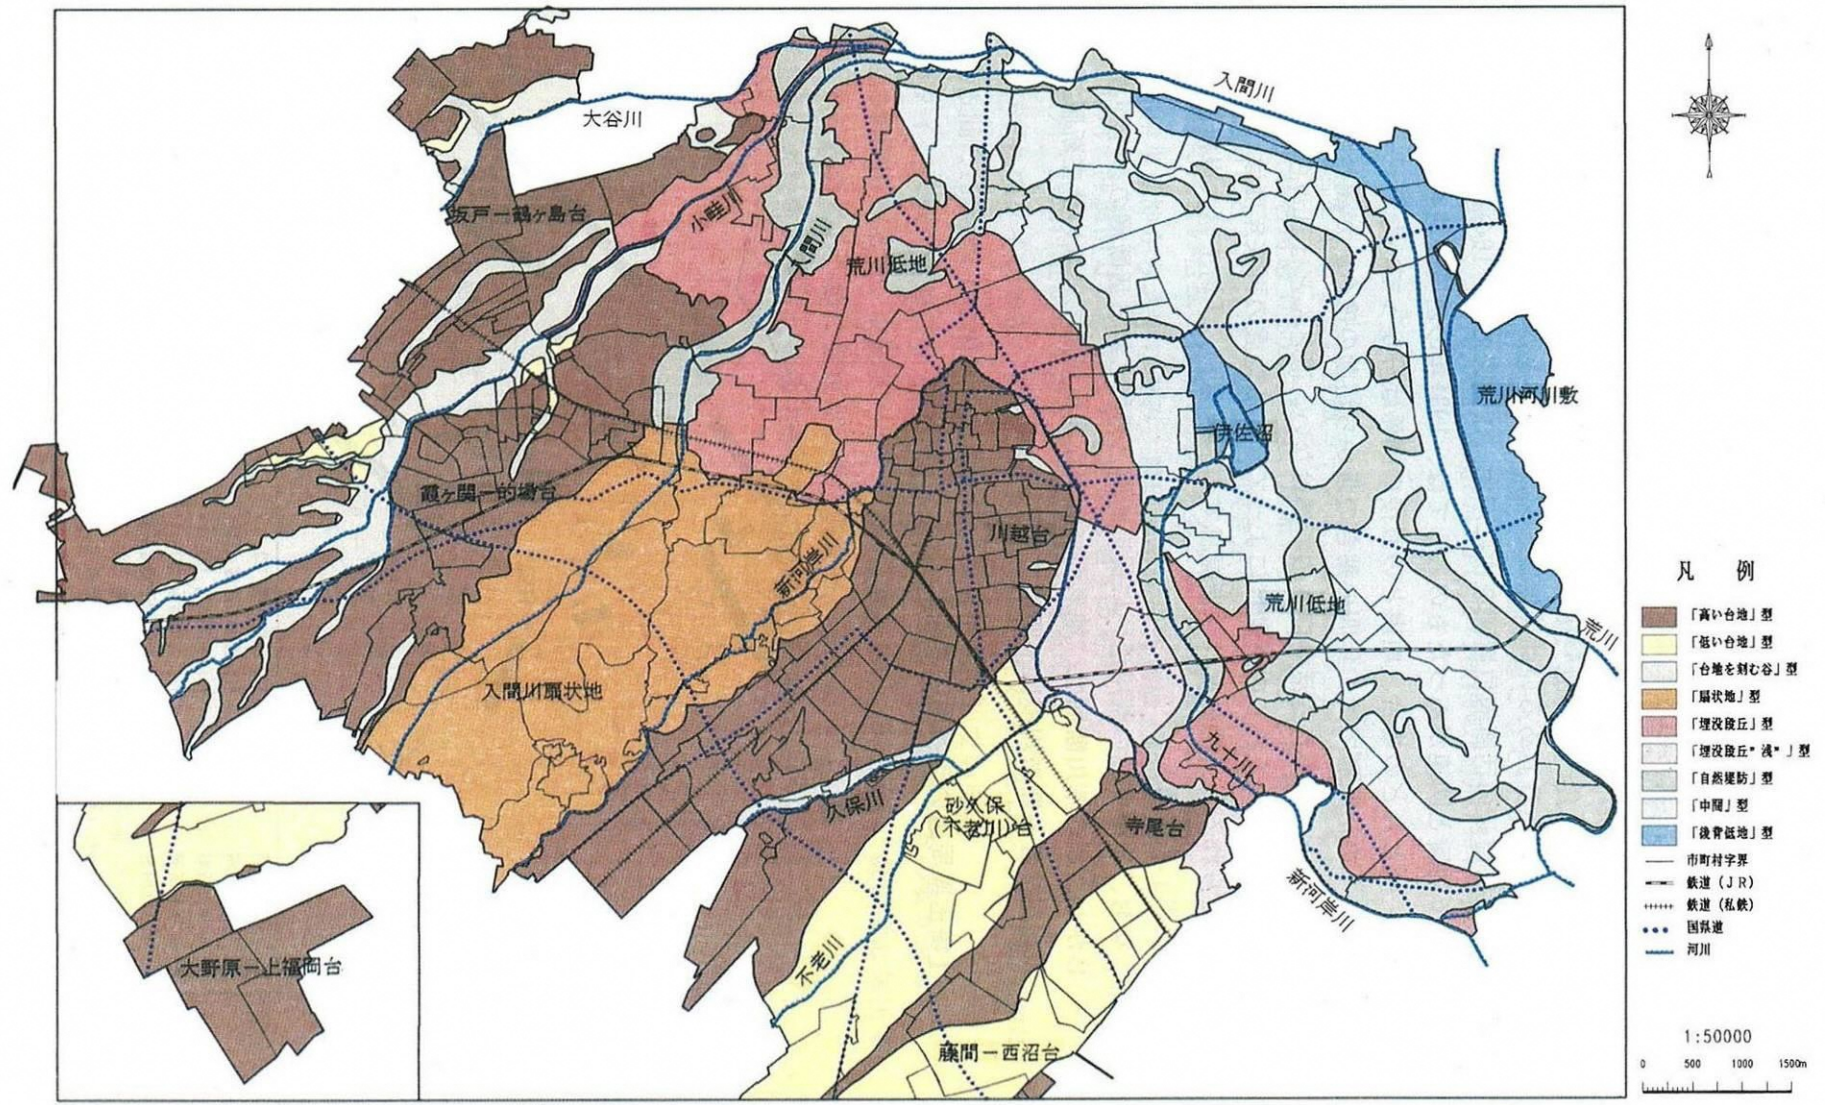 入間川
大谷川
坂戸－鶴ヶ島台
小畔川
入間川
荒川低地
荒川河川敷
伊佐沼
霞ヶ関－的場台
川越台
新河岸川
荒川低地
荒川
入間川扇状地
九十川
久保川
砂久保
(不老川)台
寺尾台
新河岸川
不老川
大野原－上福岡台
藤間－西沼台
凡 例
「高い台地」型
「低い台地」型
「台地を刻む谷」型
「扇状地」型
「埋没段丘」型
「埋没段丘"浅"」型
「自然堤防」型
「中間」型
「後背低地」型
市町村字界
鉄道(JR)
鉄道(私鉄)
国県道
河川
1:50000
0 500 1000 1500m